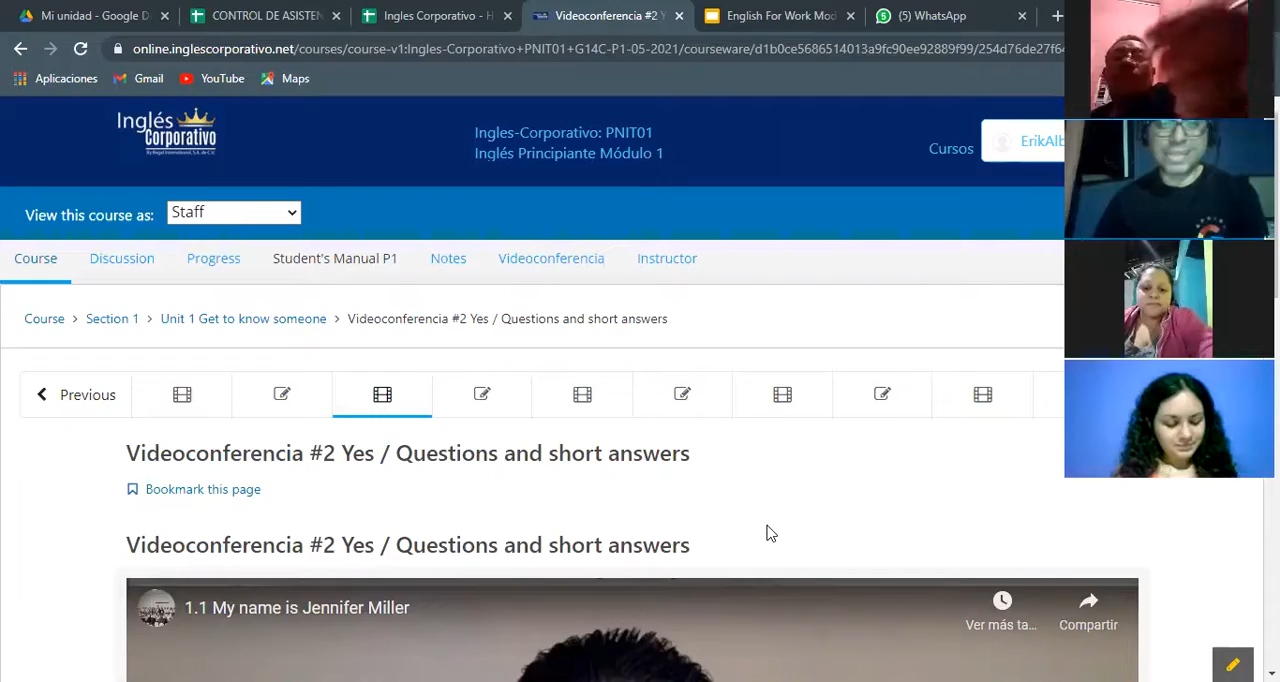 Mi unidad - Google D
CONTROL DE ASISTEN
Ingles Corporativo - H
Videoconferencia #2 Y
English For Work Mod
(5) WhatsApp
online.inglescorporativo.net/courses/course-v1:Ingles-Corporativo+PNIT01+G14C-P1-05-2021/courseware/d1b0ce5686514013a9fc90ee92889f99/254d76de27f64
Aplicaciones
Gmail
YouTube
Maps
Inglés
Corporativo
Ingles-Corporativo: PNIT01
Inglés Principiante Módulo 1
Cursos
ErikAlb
View this course as:
Staff
Course
Discussion
Progress
Student's Manual P1
Notes
Videoconferencia
Instructor
Course > Section 1 > Unit 1 Get to know someone > Videoconferencia #2 Yes / Questions and short answers
Previous
Videoconferencia #2 Yes / Questions and short answers
Bookmark this page
Videoconferencia #2 Yes / Questions and short answers
1.1 My name is Jennifer Miller
Ver más ta...
Compartir